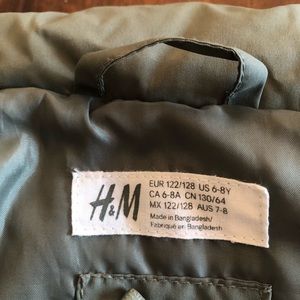 H&M
EUR 122/128 US 6-8Y
CA 6-8A CN 130/64
MX 122/128 AUS 7-8
Made in Bangladesh/
Fabriqué en Bangladesh